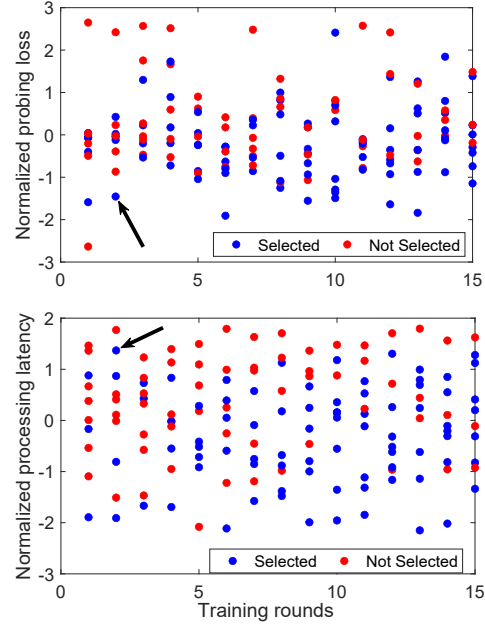 Normalized probing loss
3
2
1
0
-1
-2
-3
Selected Not Selected
0 5 10 15
Normalized processing latency
2
1
0
-1
-2
-3
Selected Not Selected
0 5 10 15
Training rounds